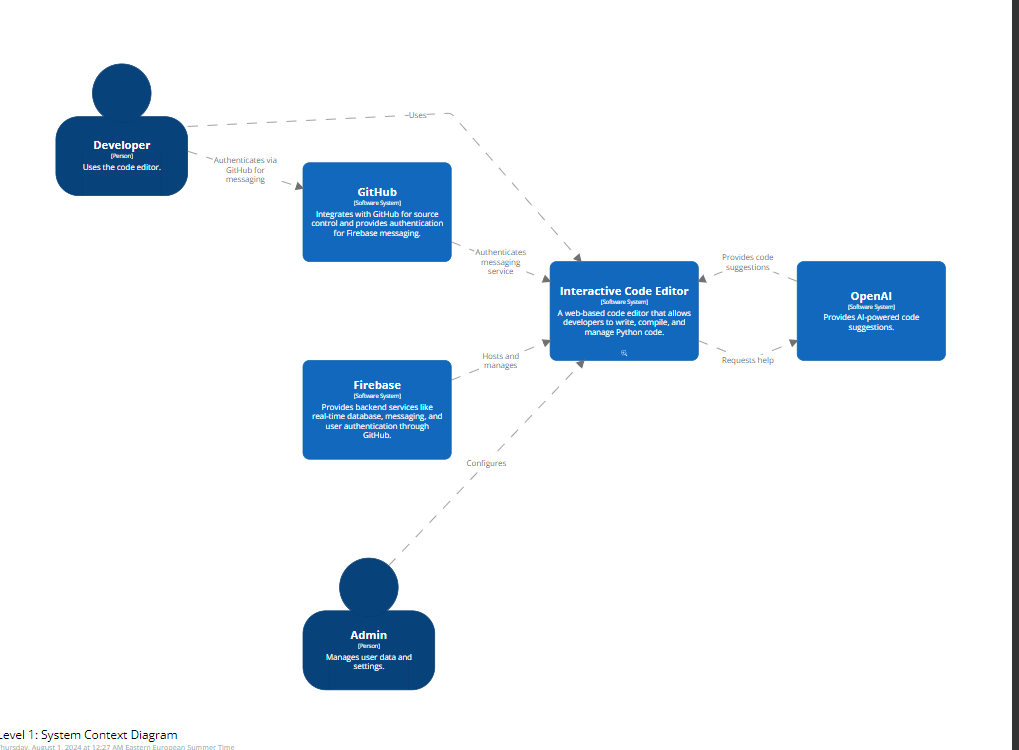 Developer
[Person]
Uses the code editor.
Uses
Authenticates via
GitHub for
messaging
GitHub
[Software System]
Integrates with GitHub for source
control and provides authentication
for Firebase messaging.
Authenticates
messaging
service
Interactive Code Editor
[Software System]
A web-based code editor that allows
developers to write, compile, and
manage Python code.
Provides code
suggestions
OpenAI
[Software System]
Provides AI-powered code
suggestions.
Requests help
Hosts and
manages
Firebase
[Software System]
Provides backend services like
real-time database, messaging, and
user authentication through
GitHub.
Configures
Admin
[Person]
Manages user data and
settings.
Level 1: System Context Diagram
Thursday, August 1, 2024 at 12:27 AM Eastern European Summer Time